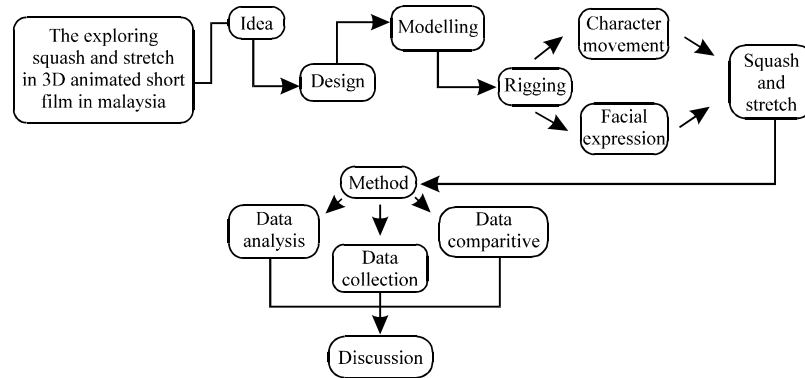 The exploring
squash and stretch
in 3D animated short
film in malaysia
Idea
Design
Modelling
Rigging
Character
movement
Facial
expression
Squash
and
stretch
Method
Data
analysis
Data
collection
Data
comparitive
Discussion